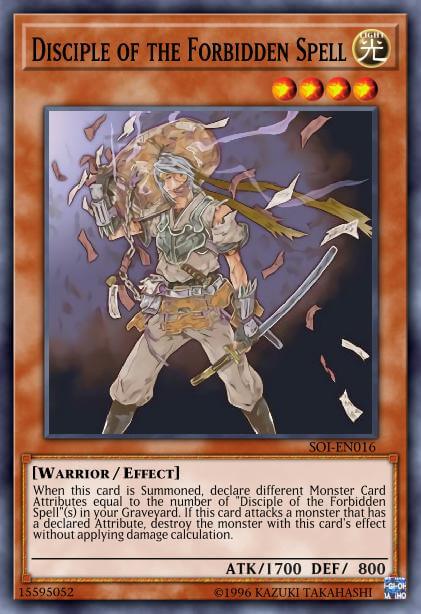 DISCIPLE OF THE FORBIDDEN SPELL
LIGHT
光
SOI-EN016
[WARRIOR / EFFECT]
When this card is Summoned, declare different Monster Card
Attributes equal to the number of "Disciple of the Forbidden
Spell"(s) in your Graveyard. If this card attacks a monster that has
a declared Attribute, destroy the monster with this card's effect
without applying damage calculation.
ATK/1700 DEF/ 800
15595052
©1996 KAZUKI TAKAHASHI